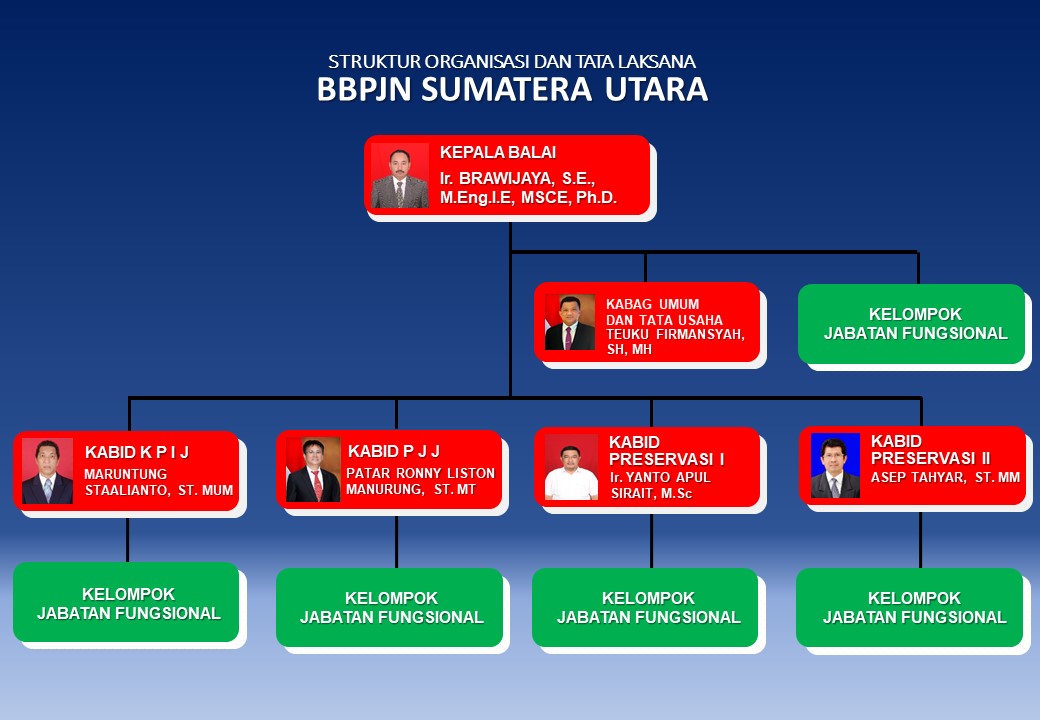 STRUKTUR ORGANISASI DAN TATA LAKSANA
BBPJN SUMATERA UTARA
KEPALA BALAI
Ir. BRAWIJAYA, S.E.,
M.Eng.I.E, MSCE, Ph.D.
KABAG UMUM
DAN TATA USAHA
TEUKU FIRMANSYAH,
SH, MH
KELOMPOK
JABATAN FUNGSIONAL
KABID K P I J
MARUNTUNG
STAALIANTO, ST. MUM
KABID P J J
PATAR RONNY LISTON
MANURUNG, ST. MT
KABID
PRESERVASI I
Ir. YANTO APUL
SIRAIT, M.Sc
KABID
PRESERVASI II
ASEP TAHYAR, ST. MM
KELOMPOK
JABATAN FUNGSIONAL
KELOMPOK
JABATAN FUNGSIONAL
KELOMPOK
JABATAN FUNGSIONAL
KELOMPOK
JABATAN FUNGSIONAL